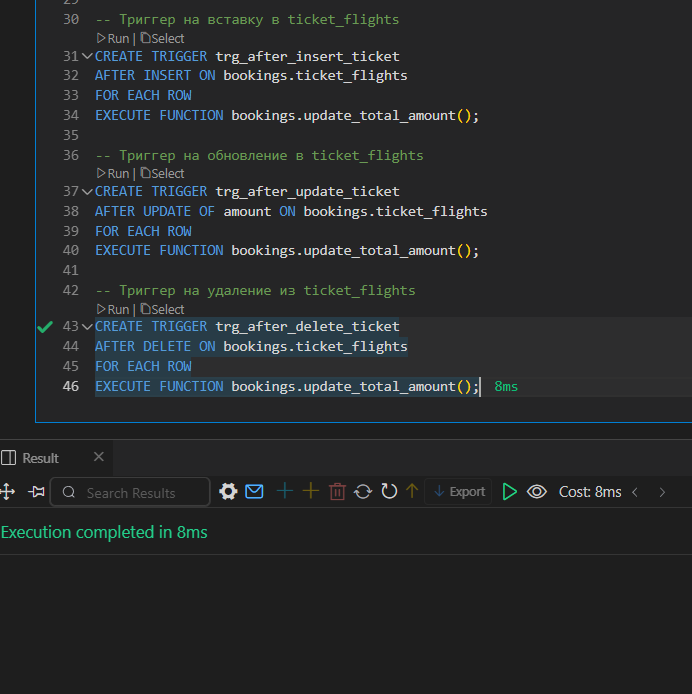 30 -- Триггер на вставку в ticket_flights
Run | Select
31 CREATE TRIGGER trg_after_insert_ticket
32 AFTER INSERT ON bookings.ticket_flights
33 FOR EACH ROW
34 EXECUTE FUNCTION bookings.update_total_amount();
35
36 -- Триггер на обновление в ticket_flights
Run | Select
37 CREATE TRIGGER trg_after_update_ticket
38 AFTER UPDATE OF amount ON bookings.ticket_flights
39 FOR EACH ROW
40 EXECUTE FUNCTION bookings.update_total_amount();
41
42 -- Триггер на удаление из ticket_flights
Run | Select
43 CREATE TRIGGER trg_after_delete_ticket
44 AFTER DELETE ON bookings.ticket_flights
45 FOR EACH ROW
46 EXECUTE FUNCTION bookings.update_total_amount(); 8ms
Result
Search Results Export Cost: 8ms
Execution completed in 8ms